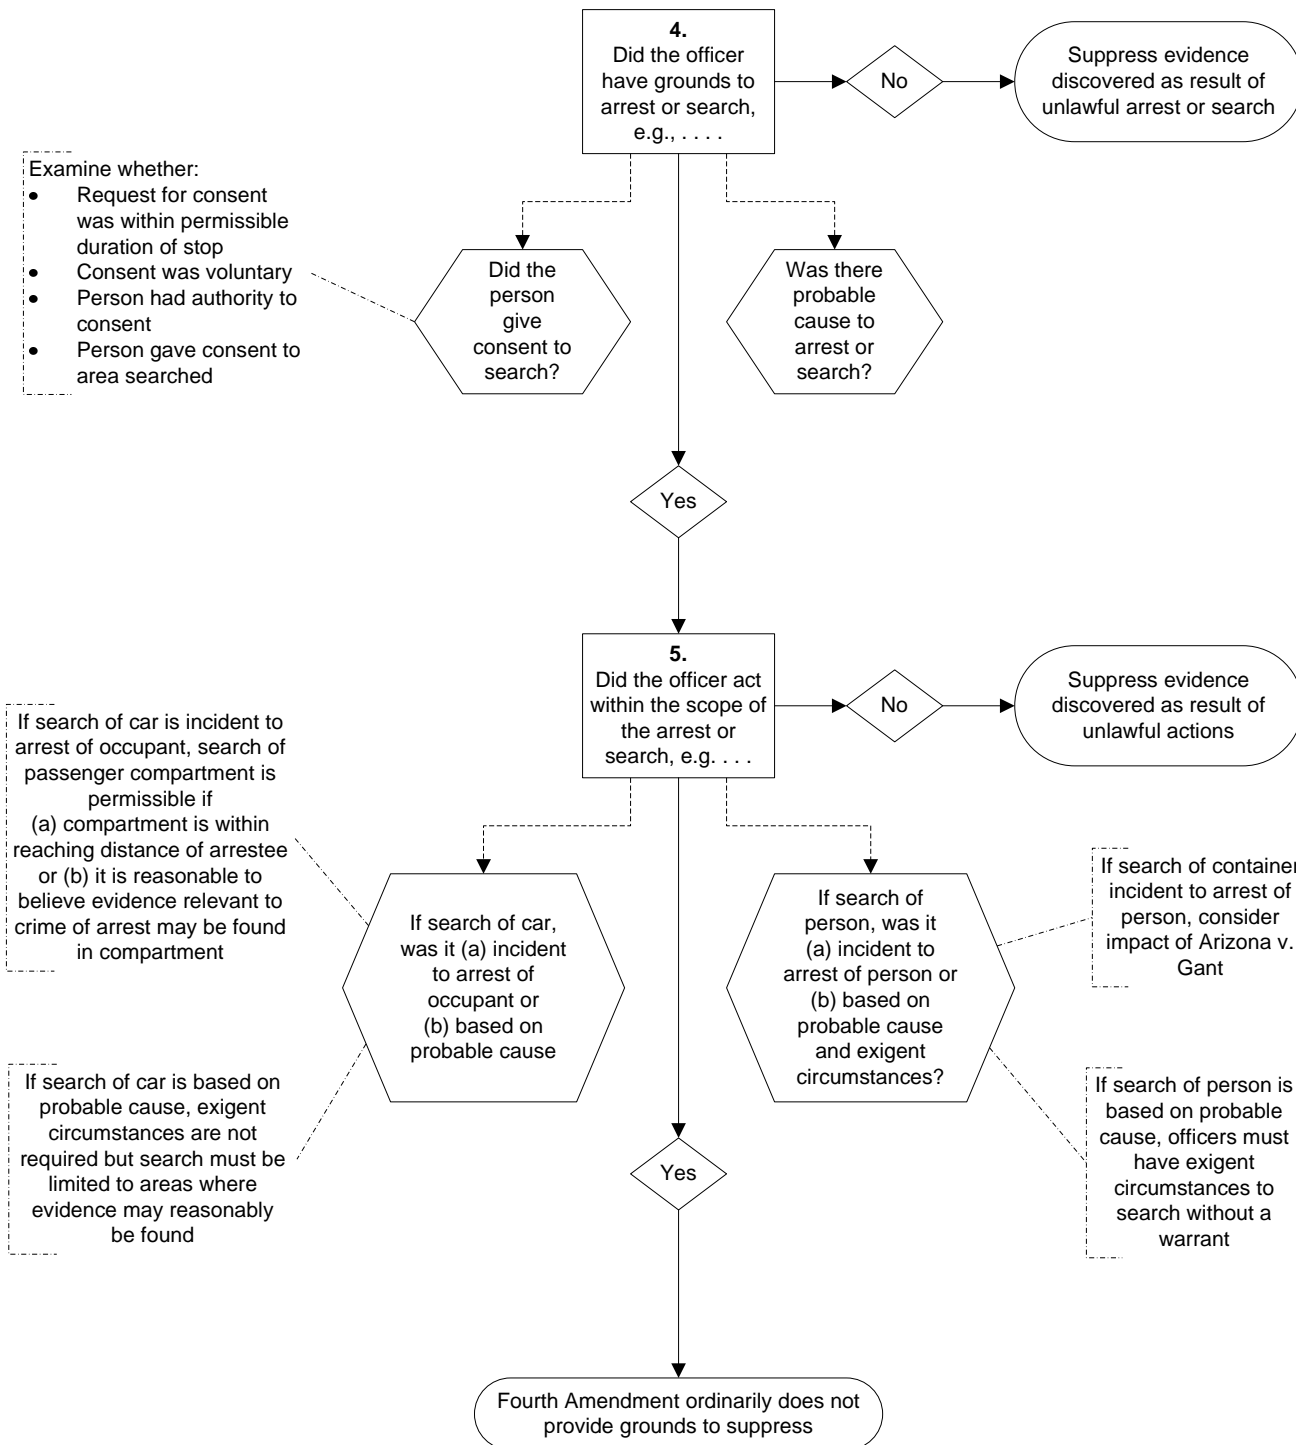 4.
Did the officer
have grounds to
arrest or search,
e.g., . . . .
No
Suppress evidence
discovered as result of
unlawful arrest or search
Examine whether:
• Request for consent
was within permissible
duration of stop
• Consent was voluntary
• Person had authority to
consent
• Person gave consent to
area searched
Did the
person
give
consent to
search?
Was there
probable
cause to
arrest or
search?
Yes
5.
Did the officer act
within the scope of
the arrest or
search, e.g. . . .
No
Suppress evidence
discovered as result of
unlawful actions
If search of car is incident to
arrest of occupant, search of
passenger compartment is
permissible if
(a) compartment is within
reaching distance of arrestee
or (b) it is reasonable to
believe evidence relevant to
crime of arrest may be found
in compartment
If search of car,
was it (a) incident
to arrest of
occupant or
(b) based on
probable cause
If search of
person, was it
(a) incident to
arrest of person or
(b) based on
probable cause
and exigent
circumstances?
If search of container
incident to arrest of
person, consider
impact of Arizona v.
Gant
If search of car is based on
probable cause, exigent
circumstances are not
required but search must be
limited to areas where
evidence may reasonably
be found
If search of person is
based on probable
cause, officers must
have exigent
circumstances to
search without a
warrant
Yes
Fourth Amendment ordinarily does not
provide grounds to suppress